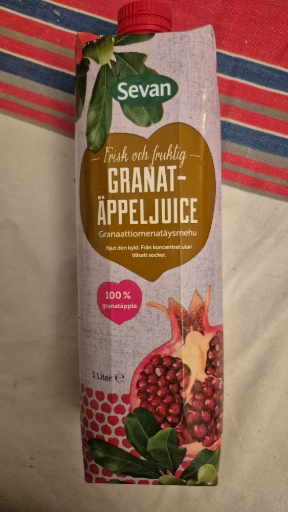 Sevan
Frisk och fruktig
GRANAT-
ÄPPELJUICE
Granaattiomenatäysmehu
Njut den kyld. Från koncentrat utan
tillsatt socker.
100%
granatäpple
1 Liter ℮